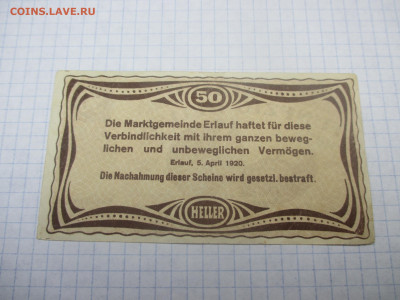 COINS.ЛАВЕ.RU
50
Die Marktgemeinde Erlauf haftet für diese
Verbindlichkeit mit ihrem ganzen beweg-
lichen und unbeweglichen Vermögen.
Erlauf, 5. April 1920.
Die Nachahmung dieser Scheine wird gesetzl. bestraft.
HELLER